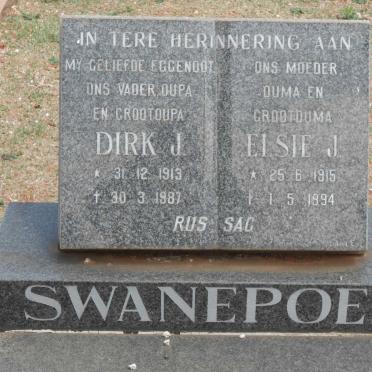 IN TERE HERINNERING AAN
MY GELIEFDE EGGENOOT
ONS VADER, OUPA
EN GROOTOUPA
DIRK J.
* 31.12.1913
† 30.3.1987
ONS MOEDER,
OUMA EN
GROOTOUMA
ELSIE J.
* 25.6.1915
† 1.5.1994
RUS SAG
SWANEPOE